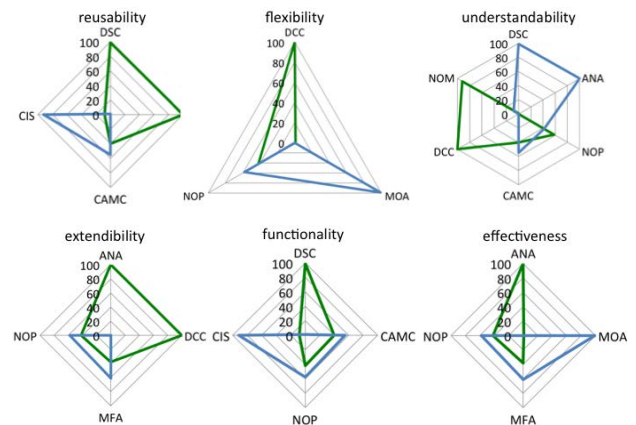 reusability
DSC
100
80
60
40
20
0
CIS
CAMC
flexibility
DCC
100
80
60
40
20
0
NOP
MOA
understandability
DSC
100
80
60
40
20
0
NOM
ANA
DCC
NOP
CAMC
extendibility
ANA
100
80
60
40
20
0
NOP
DCC
MFA
functionality
DSC
100
80
60
40
20
0
CIS
CAMC
NOP
effectiveness
ANA
100
80
60
40
20
0
NOP
MOA
MFA